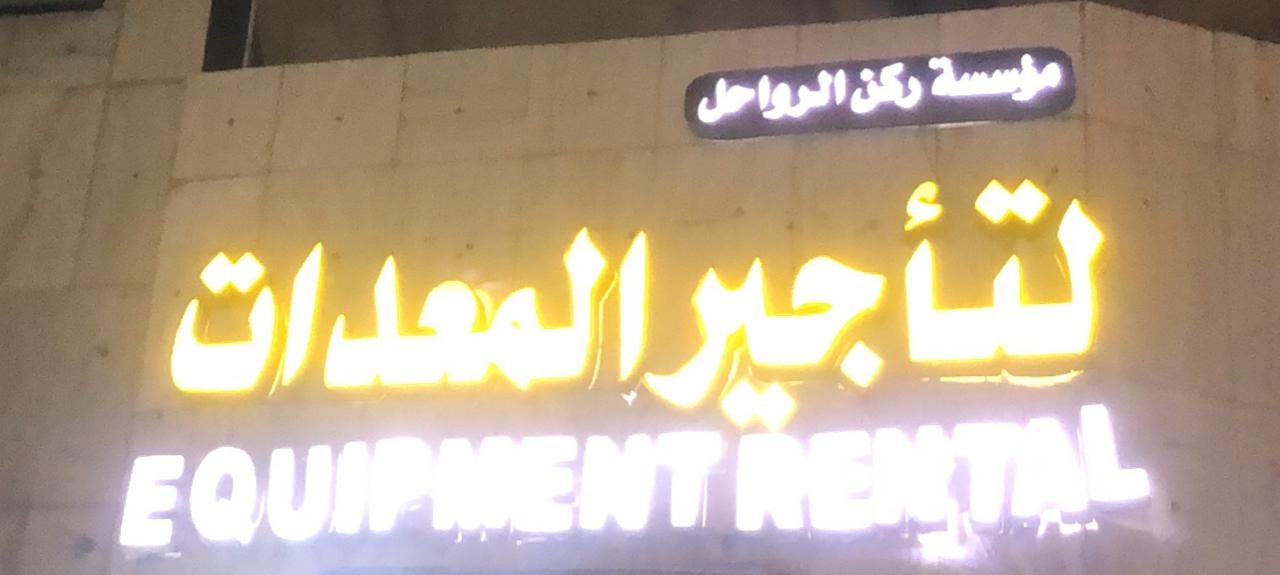 مؤسسة ركن الرواحل
لتأجير المعدات
EQUIPMENT RENTAL